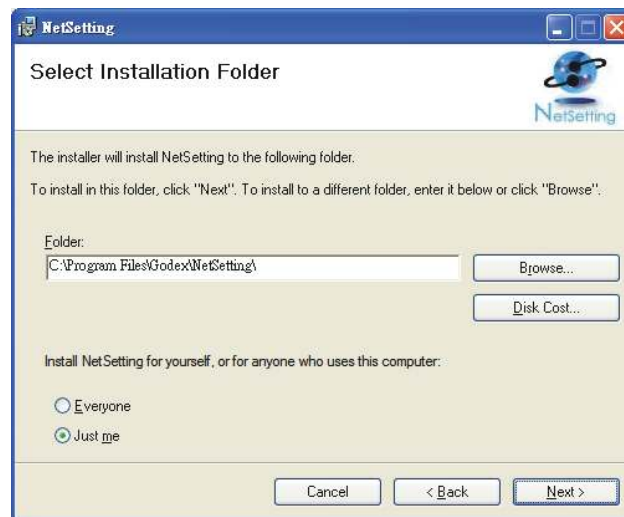 NetSetting
Select Installation Folder
NetSetting
The installer will install NetSetting to the following folder.
To install in this folder, click "Next". To install to a different folder, enter it below or click "Browse".
Folder:
C:\Program Files\Godex\NetSetting\
Browse...
Disk Cost...
Install NetSetting for yourself, or for anyone who uses this computer:
Everyone
Just me
Cancel
< Back
Next >